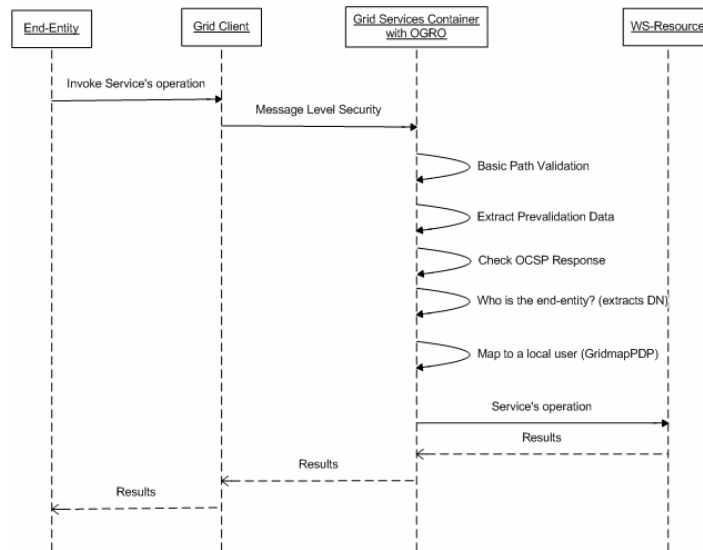 End-Entity
Grid Client
Grid Services Container
with OGRO
WS-Resource
Invoke Service's operation
Message Level Security
Basic Path Validation
Extract Prevalidation Data
Check OCSP Response
Who is the end-entity? (extracts DN)
Map to a local user (GridmapPDP)
Service's operation
Results
Results
Results